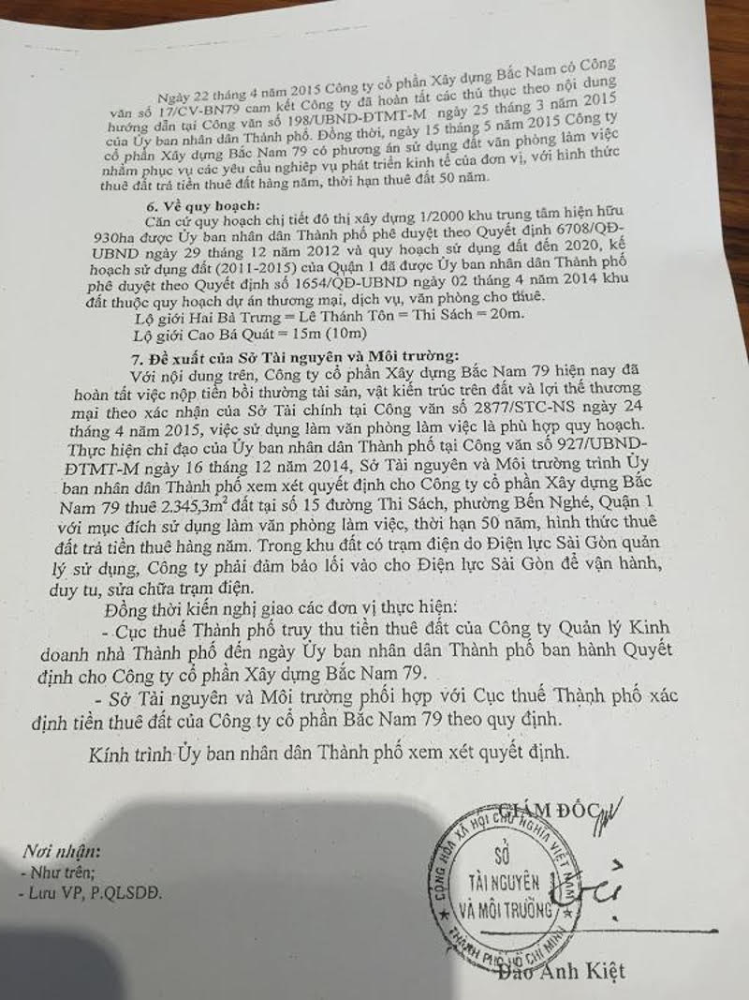 Ngày 22 tháng 4 năm 2015 Công ty cổ phần Xây dựng Bắc Nam có Công
văn số 17/CV-BN79 cam kết Công ty đã hoàn tất các thủ thục theo nội dung
hướng dẫn tại Công văn số 198/UBND-ĐTMT-M ngày 25 tháng 3 năm 2015
của Ủy ban nhân dân Thành phố. Đồng thời, ngày 15 tháng 5 năm 2015 Công ty
cổ phần Xây dựng Bắc Nam 79 có phương án sử dụng đất văn phòng làm việc
nhằm phục vụ các yêu cầu nghiệp vụ phát triển kinh tế của đơn vị, với hình thức
thuê đất trả tiền thuê đất hàng năm, thời hạn thuê đất 50 năm.
6. Về quy hoạch:
Căn cứ quy hoạch chị tiết đô thị xây dựng 1/2000 khu trung tâm hiện hữu
930ha được Ủy ban nhân dân Thành phố phê duyệt theo Quyết định 6708/QĐ-
UBND ngày 29 tháng 12 năm 2012 và quy hoạch sử dụng đất đến 2020, kế
hoạch sử dụng đất (2011-2015) của Quận 1 đã được Ủy ban nhân dân Thành phố
phê duyệt theo Quyết định số 1654/QĐ-UBND ngày 02 tháng 4 năm 2014 khu
đất thuộc quy hoạch dự án thương mại, dịch vụ, văn phòng cho thuê.
Lộ giới Hai Bà Trưng = Lê Thánh Tôn = Thi Sách = 20m.
Lộ giới Cao Bá Quát = 15m (10m)
7. Đề xuất của Sở Tài nguyên và Môi trường:
Với nội dung trên, Công ty cổ phần Xây dựng Bắc Nam 79 hiện nay đã
hoàn tất việc nộp tiền bồi thường tài sản, vật kiến trúc trên đất và lợi thế thương
mại theo xác nhận của Sở Tài chính tại Công văn số 2877/STC-NS ngày 24
tháng 4 năm 2015, việc sử dụng làm văn phòng làm việc là phù hợp quy hoạch.
Thực hiện chỉ đạo của Ủy ban nhân dân Thành phố tại Công văn số 927/UBND-
ĐTMT-M ngày 16 tháng 12 năm 2014, Sở Tài nguyên và Môi trường trình Ủy
ban nhân dân Thành phố xem xét quyết định cho Công ty cổ phần Xây dựng Bắc
Nam 79 thuê 2.345,3m² đất tại số 15 đường Thi Sách, phường Bến Nghé, Quận 1
với mục đích sử dụng làm văn phòng làm việc, thời hạn 50 năm, hình thức thuê
đất trả tiền thuê hàng năm. Trong khu đất có trạm điện do Điện lực Sài Gòn quản
lý sử dụng, Công ty phải đảm bảo lối vào cho Điện lực Sài Gòn để vận hành,
duy tu, sửa chữa trạm điện.
Đồng thời kiến nghị giao các đơn vị thực hiện:
- Cục thuế Thành phố truy thu tiền thuê đất của Công ty Quản lý Kinh
doanh nhà Thành phố đến ngày Ủy ban nhân dân Thành phố ban hành Quyết
định cho Công ty cổ phần Xây dựng Bắc Nam 79.
- Sở Tài nguyên và Môi trường phối hợp với Cục thuế Thành phố xác
định tiền thuê đất của Công ty cổ phần Bắc Nam 79 theo quy định.
Kính trình Ủy ban nhân dân Thành phố xem xét quyết định.
GIÁM ĐỐC
CỘNG HÒA XÃ HỘI CHỦ NGHĨA VIỆT NAM
SỞ
TÀI NGUYÊN
VÀ MÔI TRƯỜNG
THÀNH PHỐ HỒ CHÍ MINH
Đào Anh Kiệt
Nơi nhận:
- Như trên;
- Lưu VP, P.QLSDĐ.